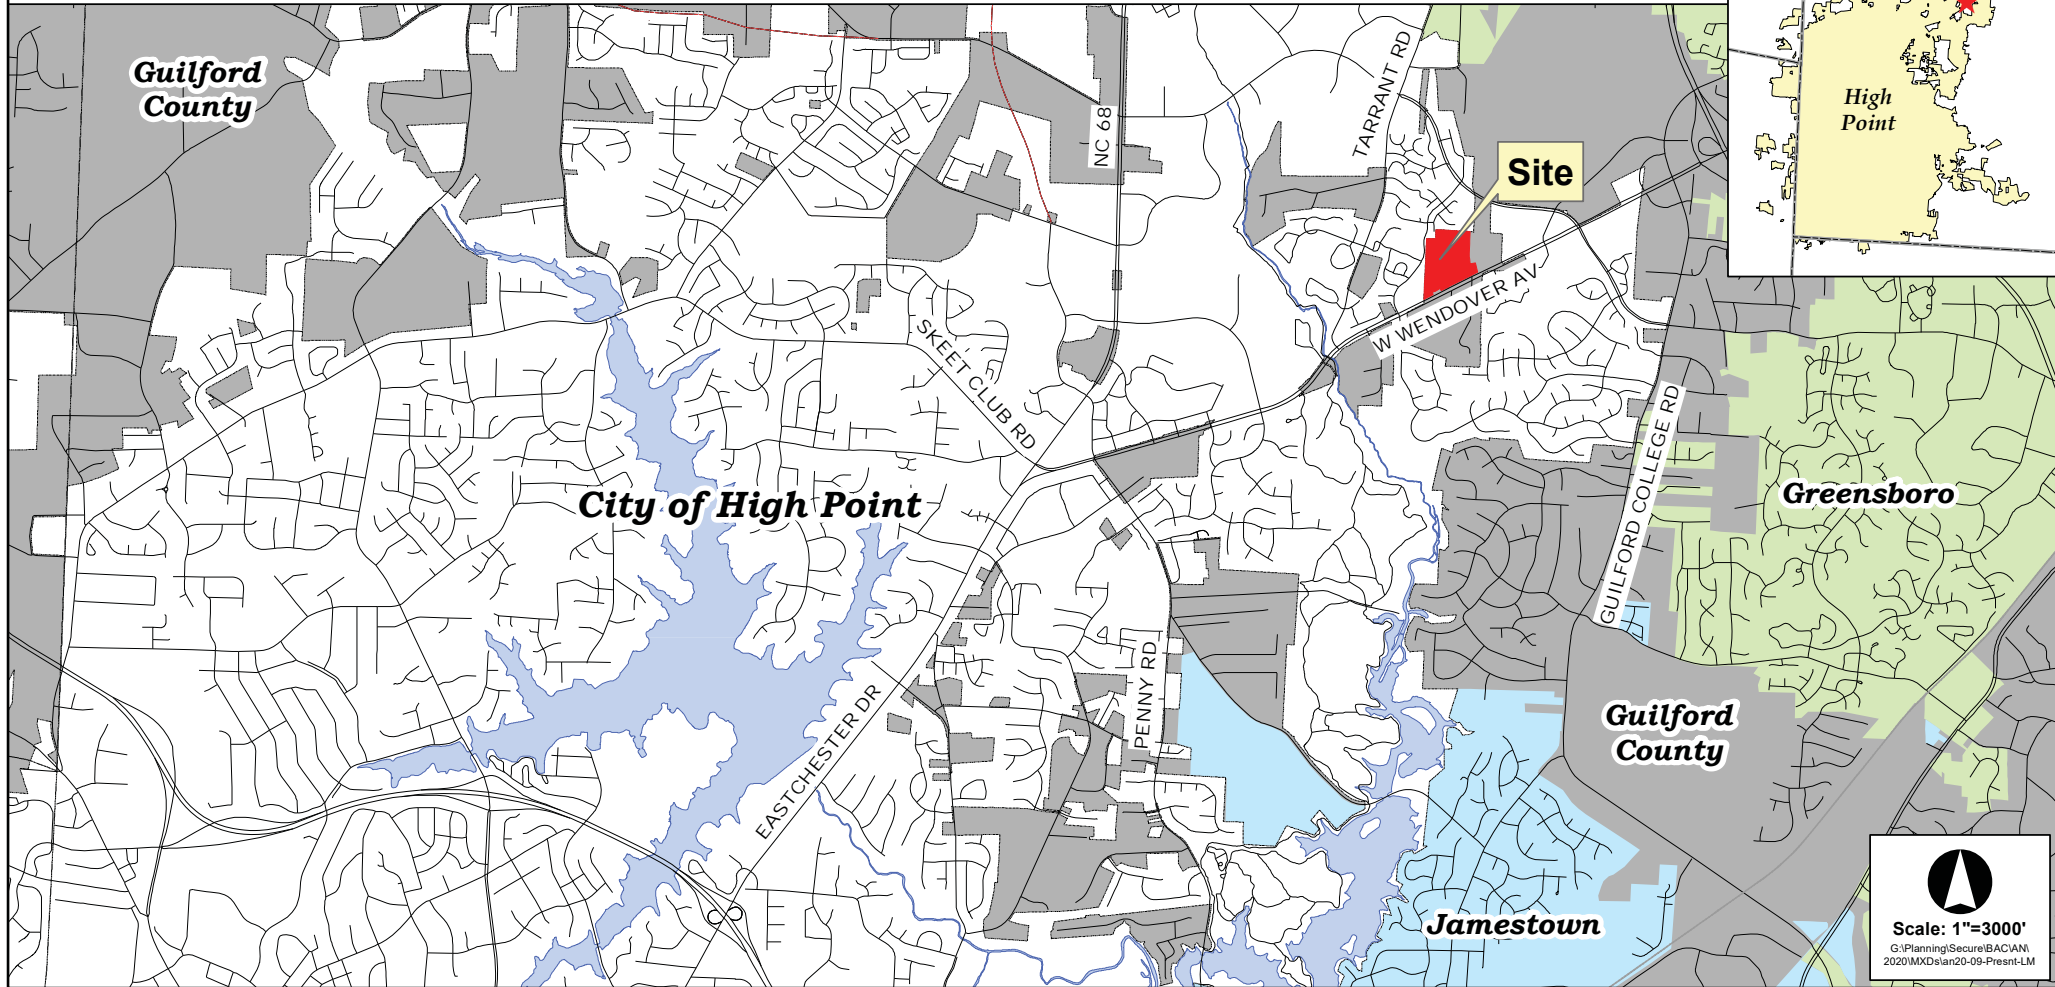 Guilford
County
High
Point
TARRANT RD
NC 68
Site
W WENDOVER AV
SKEET CLUB RD
GUILFORD COLLEGE RD
City of High Point
Greensboro
PENNY RD
EASTCHESTER DR
Guilford
County
Jamestown
Scale: 1"=3000'
G:\Planning\Secure\BAC\AN\
2020\MXDs\an20-09-Presnt-LM